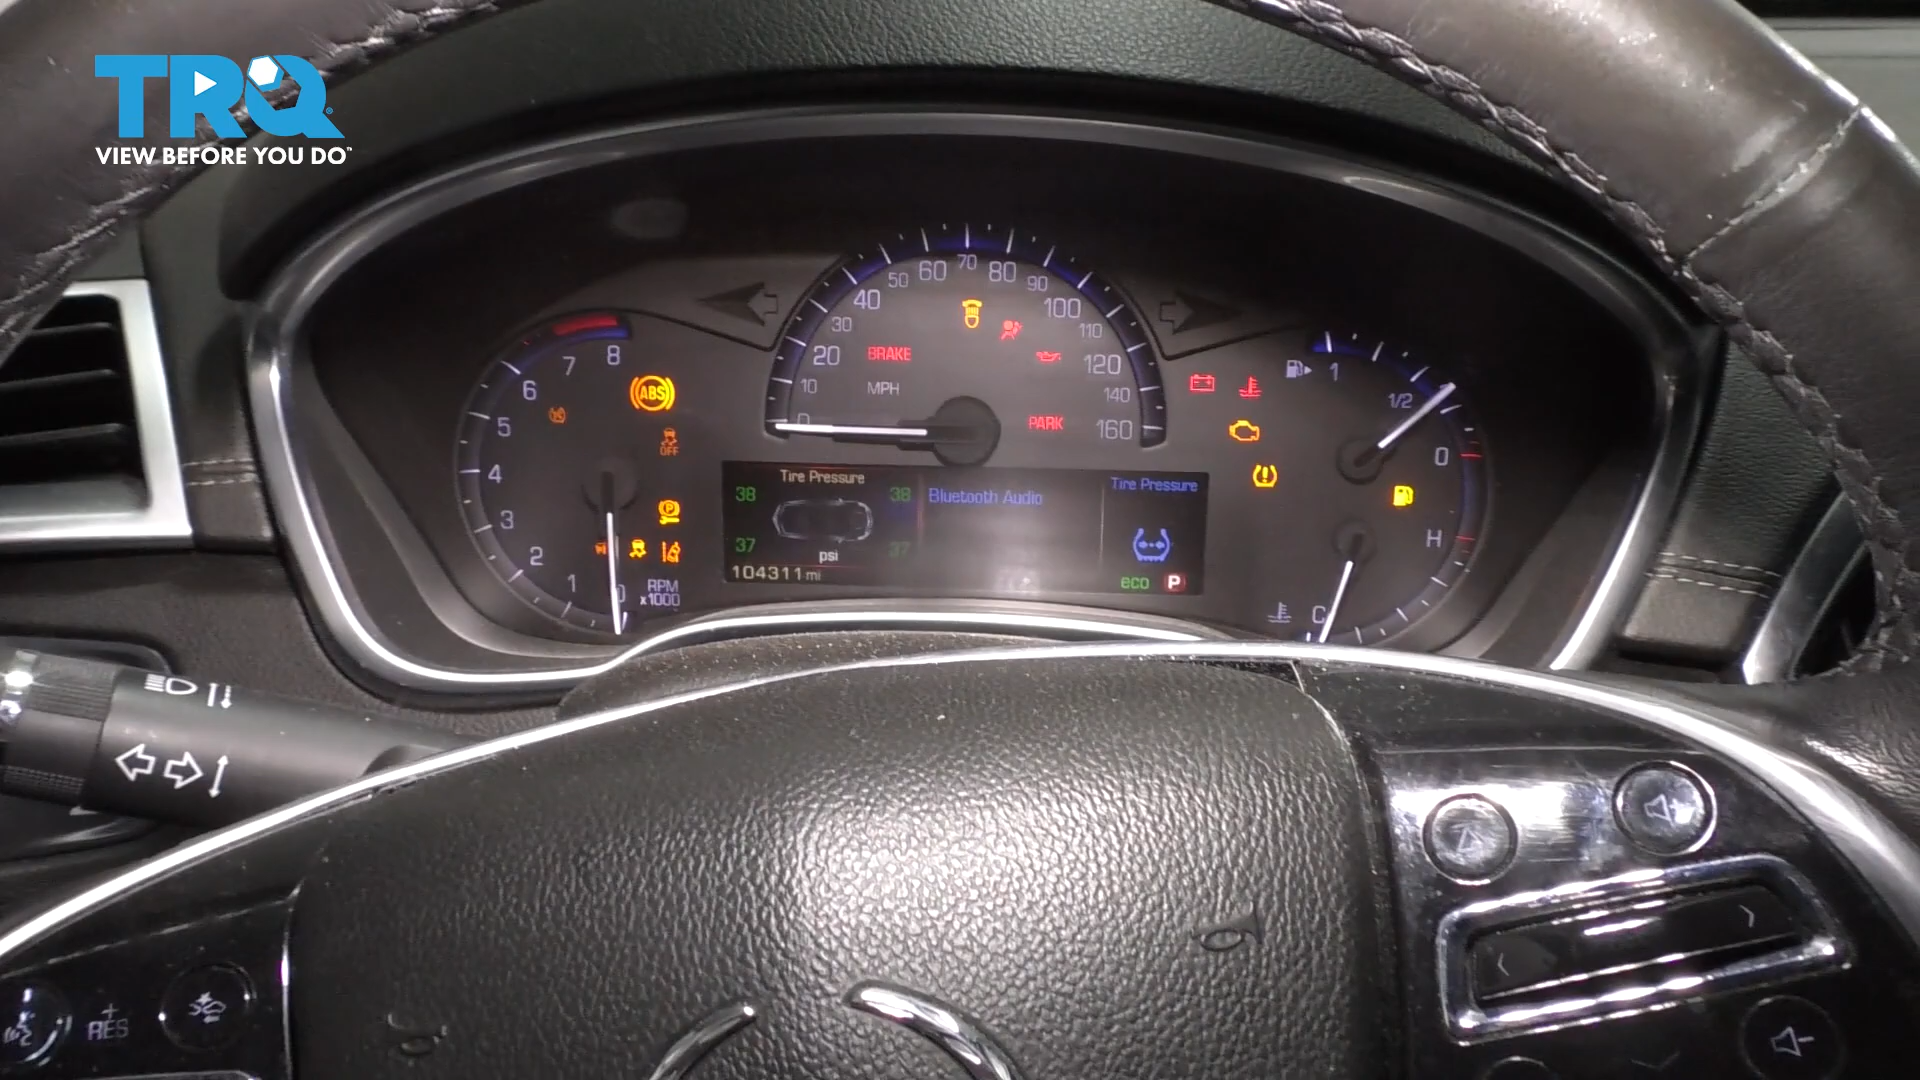 TRQ
VIEW BEFORE YOU DO™
1 2 3 4 5 6 7 8
RPM
x1000
ABS
OFF
0 10 20 30 40 50 60 70 80 90 100 110 120 140 160
BRAKE
MPH
PARK
1 1/2 0
H
C
Tire Pressure
38 38
37 37
psi
104311 mi
Bluetooth Audio
Tire Pressure
eco P
+
RES